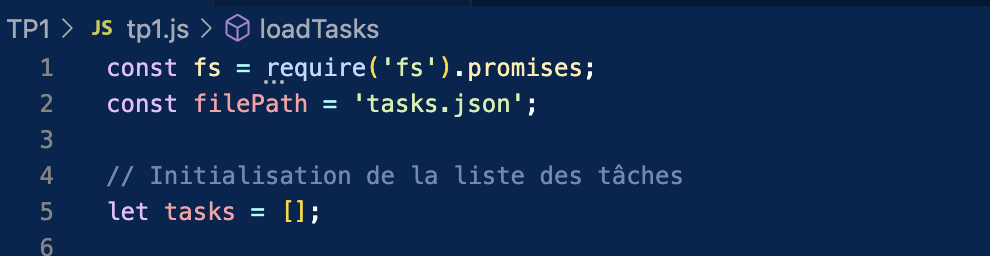 TP1 > JS tp1.js > loadTasks
1 const fs = require('fs').promises;
2 const filePath = 'tasks.json';
3
4 // Initialisation de la liste des tâches
5 let tasks = [];
6